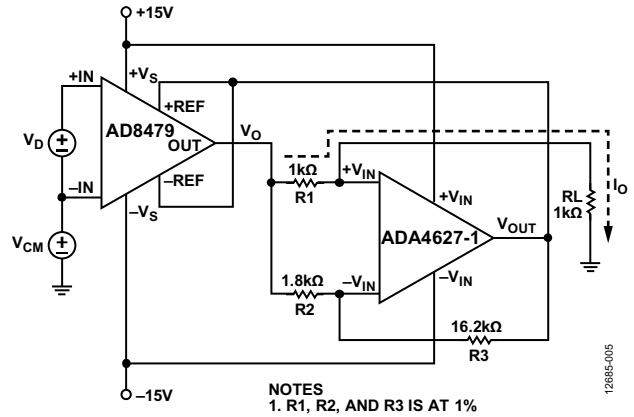 +15V
+IN
+VS
+REF
AD8479
VD
OUT
VO
–IN
–REF
–VS
VCM
1kΩ
R1
+VIN
+VIN
RL
1kΩ
IO
ADA4627-1
VOUT
1.8kΩ
R2
–VIN
–VIN
16.2kΩ
R3
–15V
NOTES
1. R1, R2, AND R3 IS AT 1%
12685-005